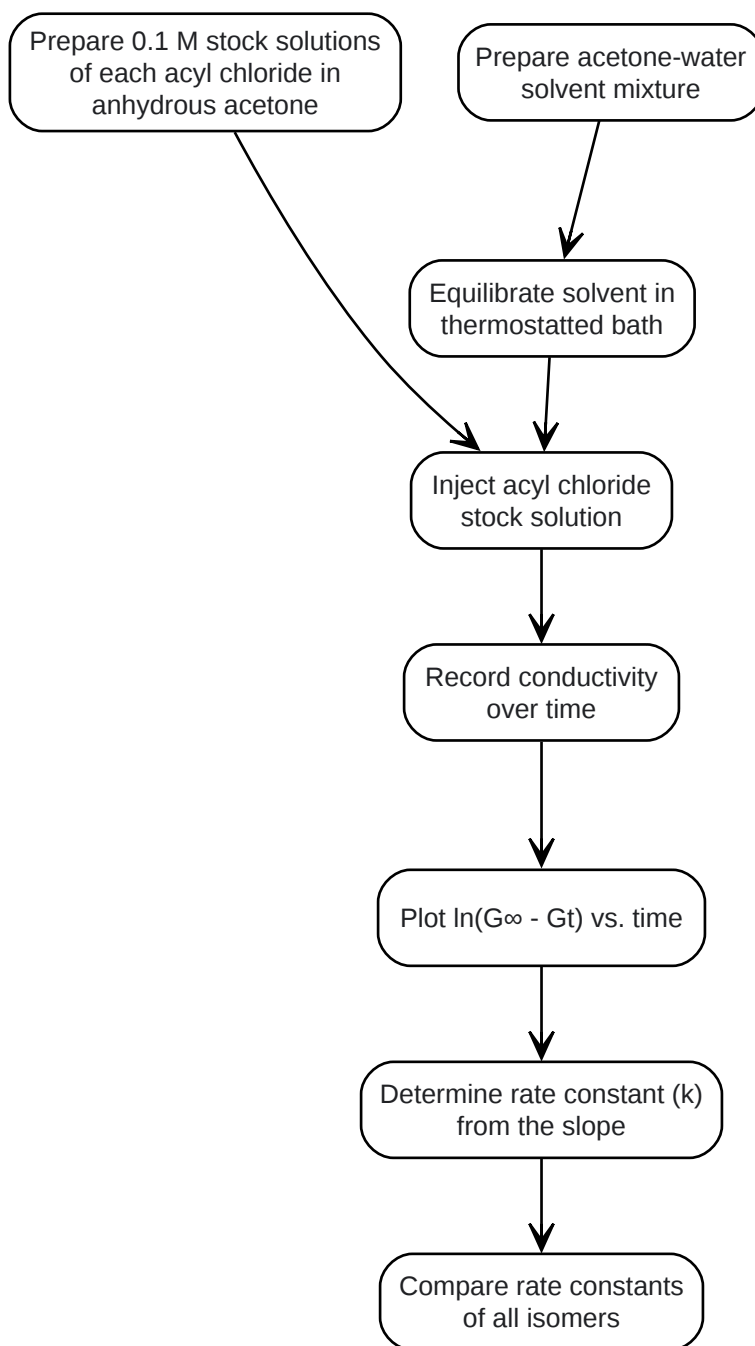 Prepare 0.1 M stock solutions
of each acyl chloride in
anhydrous acetone
Prepare acetone-water
solvent mixture
Equilibrate solvent in
thermostatted bath
Inject acyl chloride
stock solution
Record conductivity
over time
Plot ln(G∞ - Gt) vs. time
Determine rate constant (k)
from the slope
Compare rate constants
of all isomers